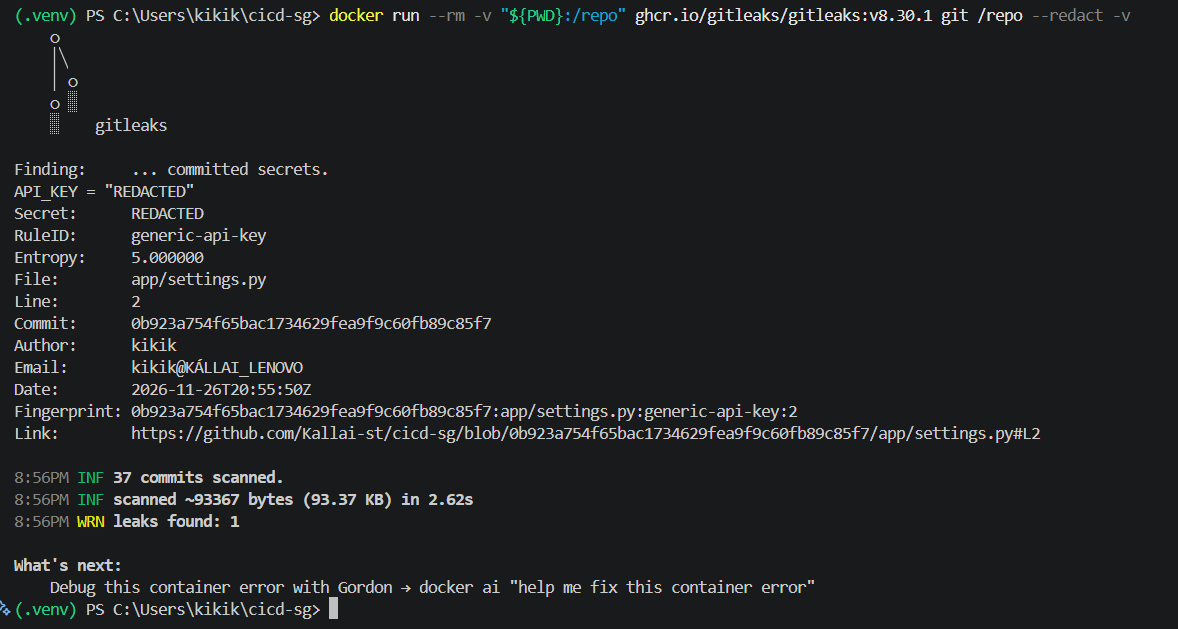 (.venv) PS C:\Users\kikik\cicd-sg> docker run --rm -v "${PWD}:/repo" ghcr.io/gitleaks/gitleaks:v8.30.1 git /repo --redact -v
○
│╲
│ ○
○ ░
░    gitleaks
Finding:     ... committed secrets.
API_KEY = "REDACTED"
Secret:      REDACTED
RuleID:      generic-api-key
Entropy:     5.000000
File:        app/settings.py
Line:        2
Commit:      0b923a754f65bac1734629fea9f9c60fb89c85f7
Author:      kikik
Email:       kikik@KÁLLAI_LENOVO
Date:        2026-11-26T20:55:50Z
Fingerprint: 0b923a754f65bac1734629fea9f9c60fb89c85f7:app/settings.py:generic-api-key:2
Link:        https://github.com/Kallai-st/cicd-sg/blob/0b923a754f65bac1734629fea9f9c60fb89c85f7/app/settings.py#L2
8:56PM INF 37 commits scanned.
8:56PM INF scanned ~93367 bytes (93.37 KB) in 2.62s
8:56PM WRN leaks found: 1
What's next:
Debug this container error with Gordon → docker ai "help me fix this container error"
(.venv) PS C:\Users\kikik\cicd-sg>